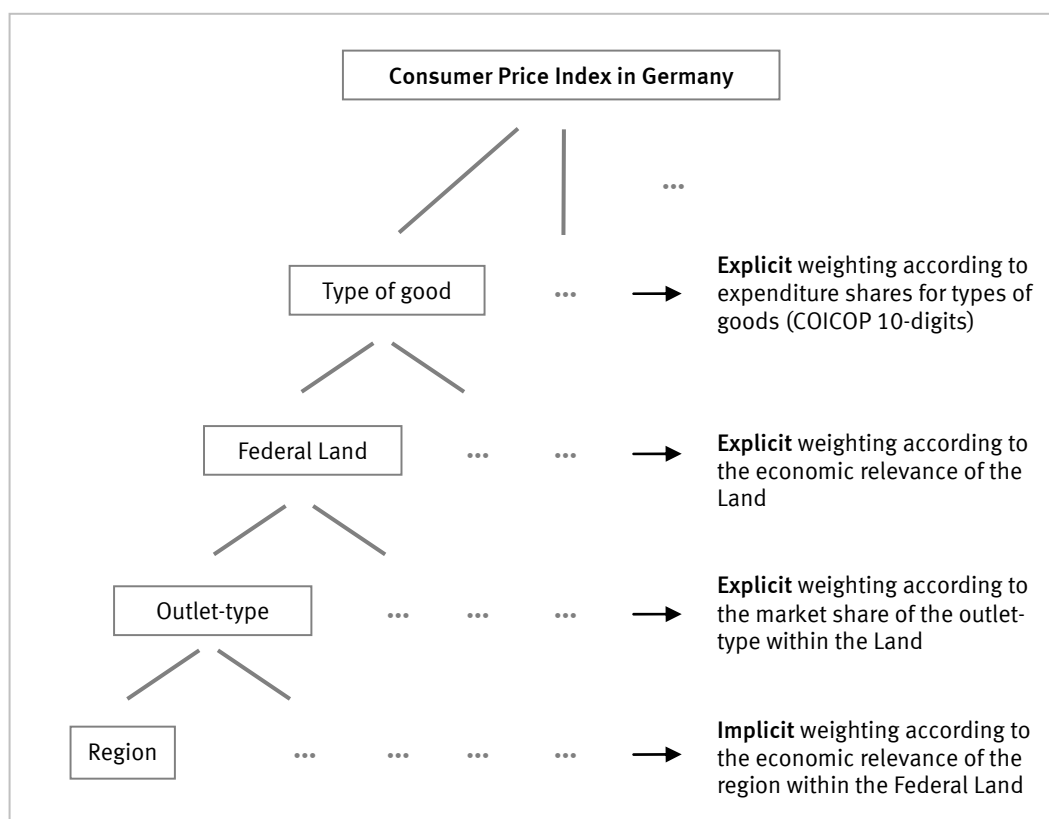 Consumer Price Index in Germany
...
Type of good
...
Explicit weighting according to
expenditure shares for types of
goods (COICOP 10-digits)
Federal Land
... ...
Explicit weighting according to
the economic relevance of the
Land
Outlet-type
... ... ...
Explicit weighting according to
the market share of the outlet-
type within the Land
Region
... ... ... ...
Implicit weighting according to
the economic relevance of the
region within the Federal Land